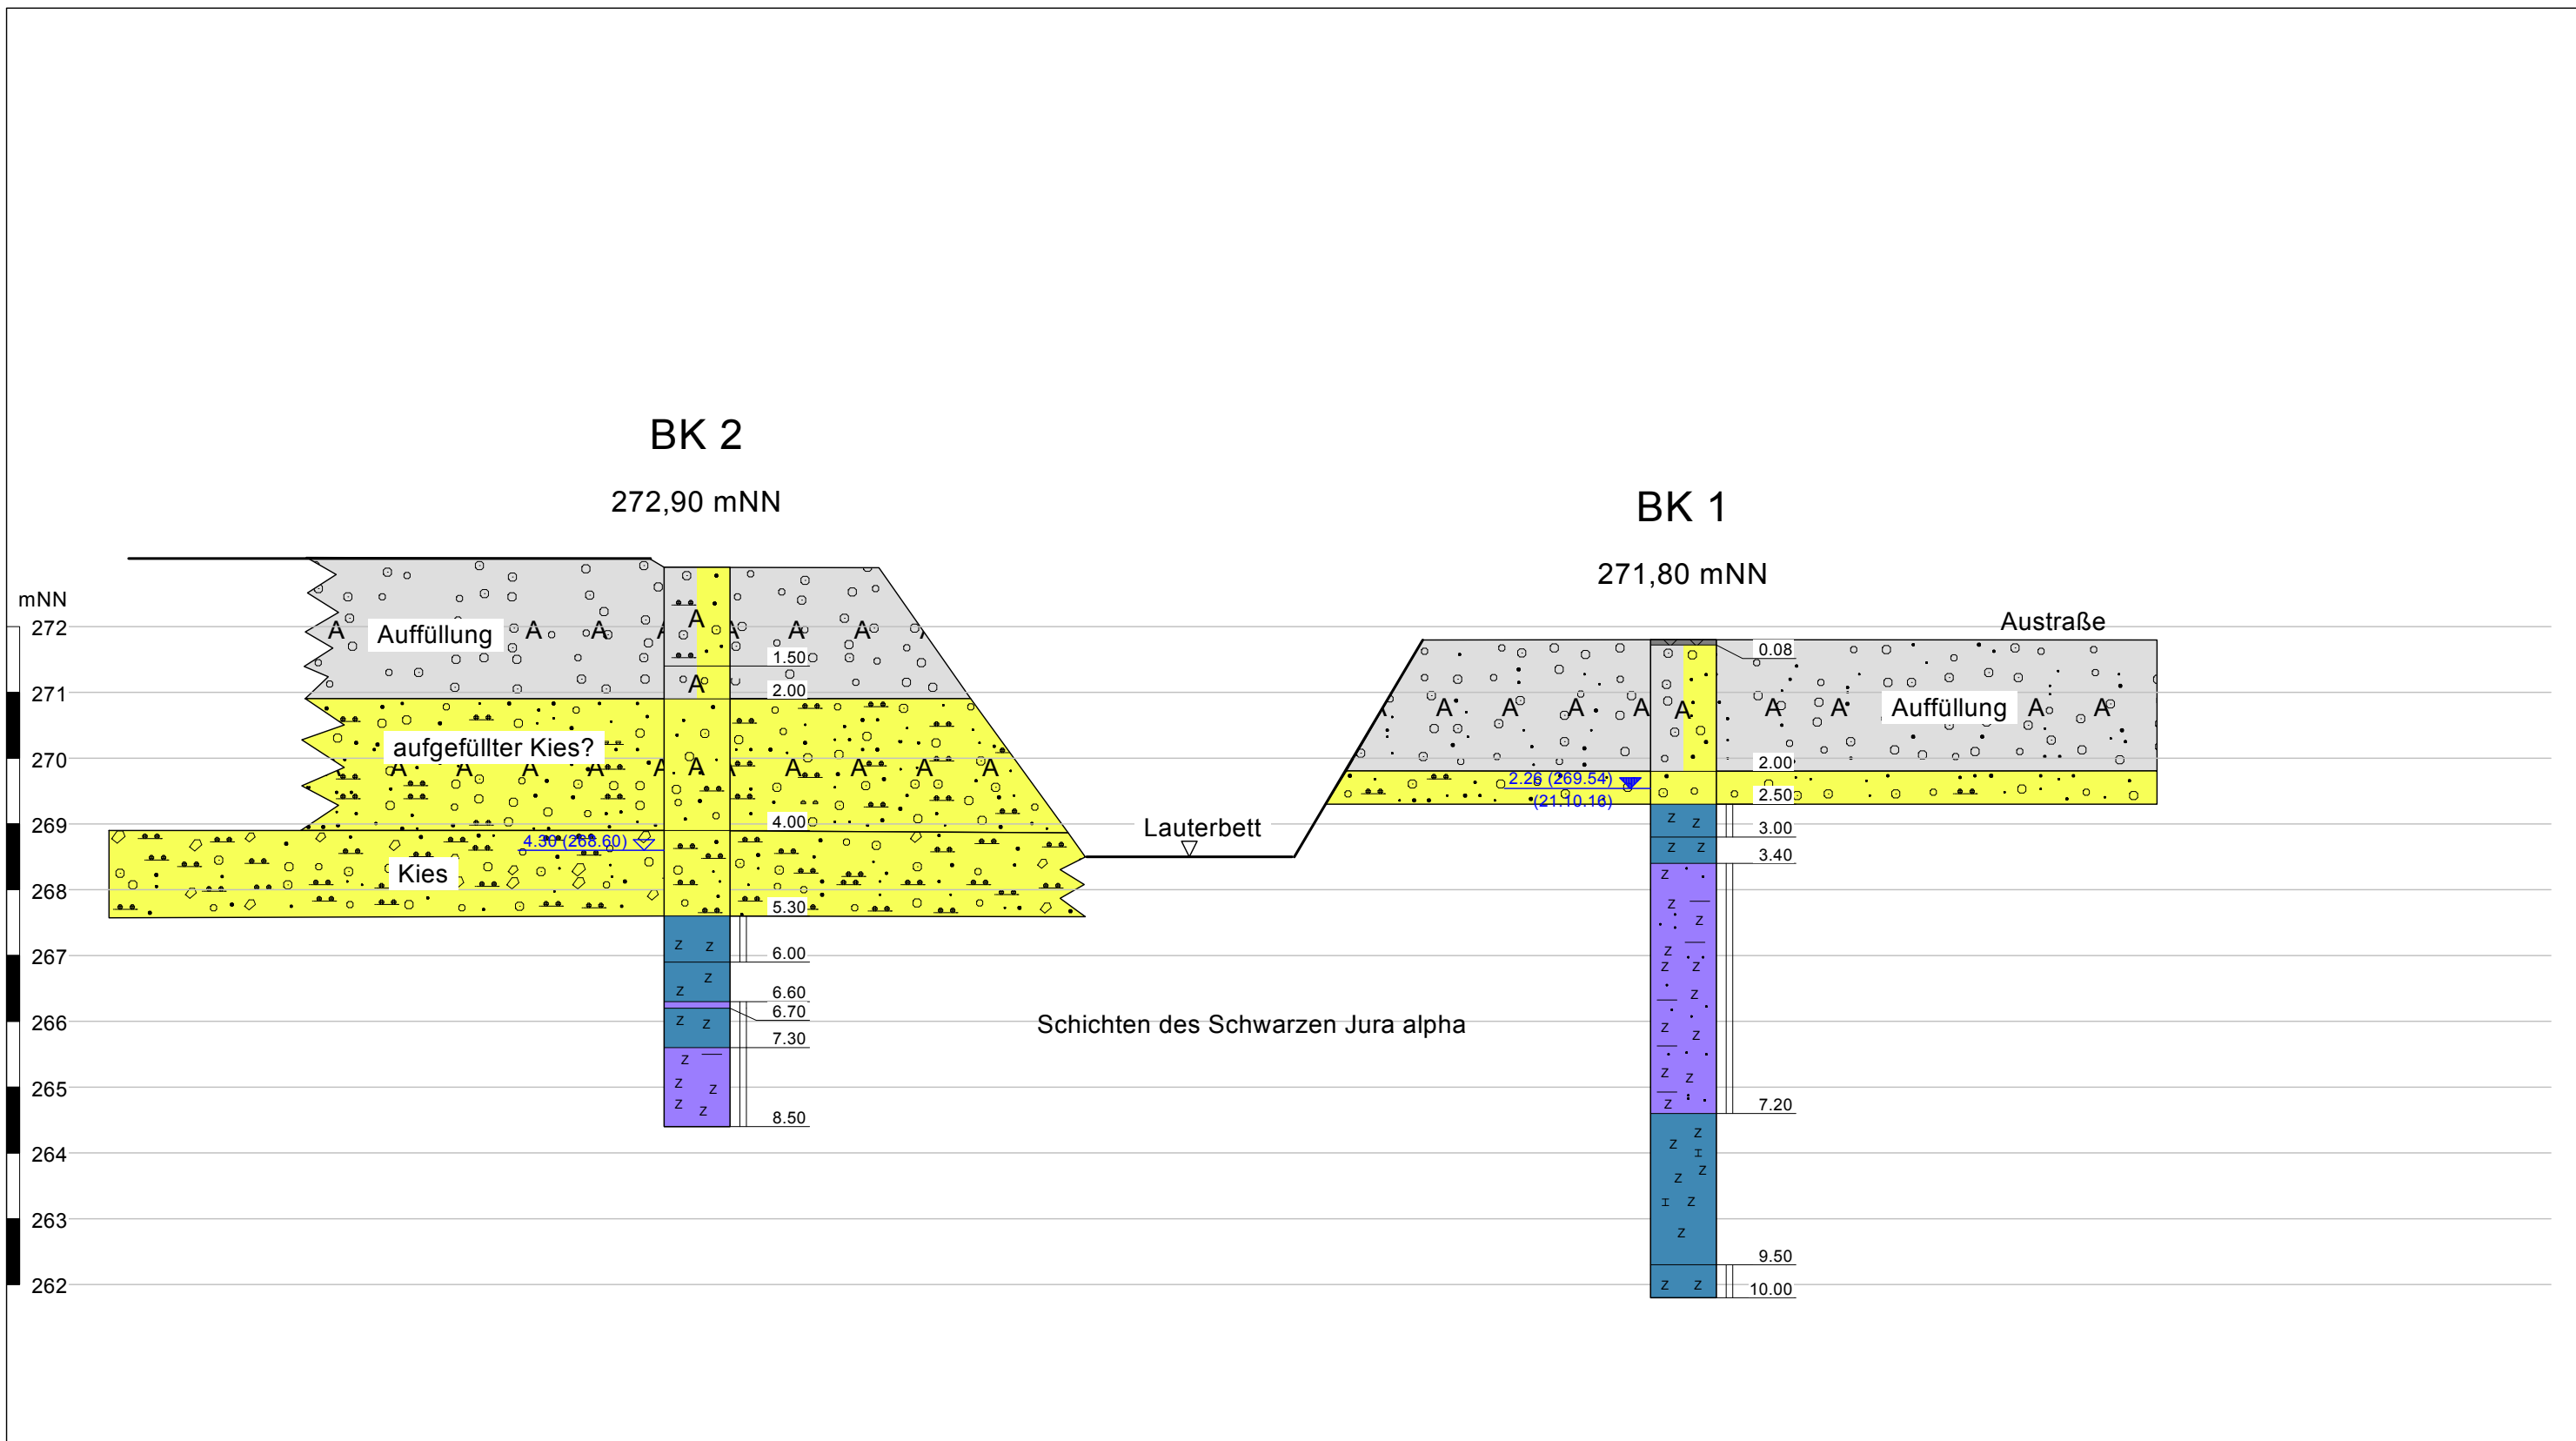 BK 2
272,90 mNN
BK 1
271,80 mNN
mNN
272
271
270
269
268
267
266
265
264
263
262
Auffüllung
A A A A A A A A A
1.50
A
2.00
aufgefüllter Kies?
A A A A A A A A A A A
4.00
4.30 (268.60)
Kies
5.30
6.00
6.60
6.70
7.30
8.50
Lauterbett
Schichten des Schwarzen Jura alpha
Austraße
0.08
Auffüllung
A A A A A A A A A A
2.00
2.26 (269.54)
(21.10.16)
2.50
3.00
3.40
7.20
9.50
10.00